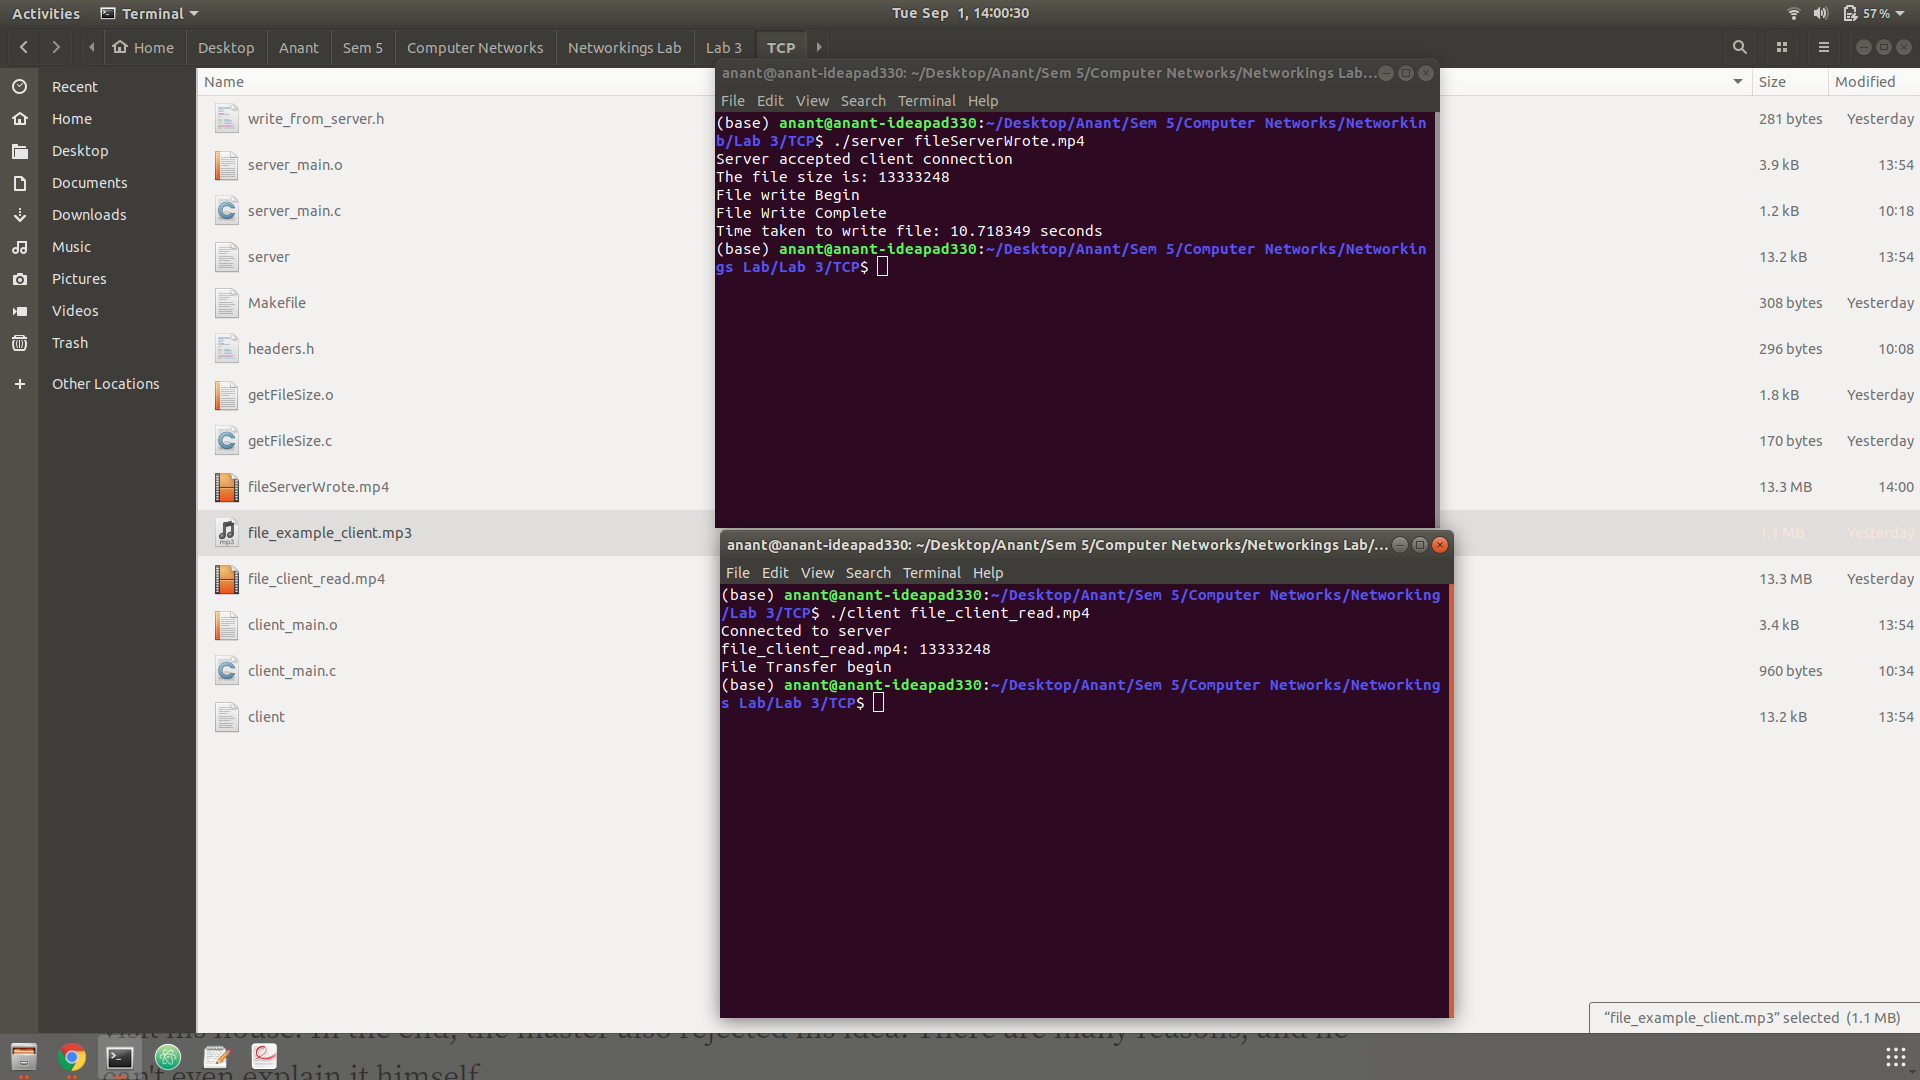 Activities Terminal Tue Sep 1, 14:00:30 57 %
Home Desktop Anant Sem 5 Computer Networks Networkings Lab Lab 3 TCP
Recent
Home
Desktop
Documents
Downloads
Music
Pictures
Videos
Trash
Other Locations
Name Size Modified
write_from_server.h 281 bytes Yesterday
server_main.o 3.9 kB 13:54
server_main.c 1.2 kB 10:18
server 13.2 kB 13:54
Makefile 308 bytes Yesterday
headers.h 296 bytes 10:08
getFileSize.o 1.8 kB Yesterday
getFileSize.c 170 bytes Yesterday
fileServerWrote.mp4 13.3 MB 14:00
file_example_client.mp3 1.1 MB Yesterday
file_client_read.mp4 13.3 MB Yesterday
client_main.o 3.4 kB 13:54
client_main.c 960 bytes 10:34
client 13.2 kB 13:54
anant@anant-ideapad330: ~/Desktop/Anant/Sem 5/Computer Networks/Networkings Lab...
File Edit View Search Terminal Help
(base) anant@anant-ideapad330:~/Desktop/Anant/Sem 5/Computer Networks/Networkin
b/Lab 3/TCP$ ./server fileServerWrote.mp4
Server accepted client connection
The file size is: 13333248
File write Begin
File Write Complete
Time taken to write file: 10.718349 seconds
(base) anant@anant-ideapad330:~/Desktop/Anant/Sem 5/Computer Networks/Networkin
gs Lab/Lab 3/TCP$
anant@anant-ideapad330: ~/Desktop/Anant/Sem 5/Computer Networks/Networkings Lab/...
File Edit View Search Terminal Help
(base) anant@anant-ideapad330:~/Desktop/Anant/Sem 5/Computer Networks/Networking
/Lab 3/TCP$ ./client file_client_read.mp4
Connected to server
file_client_read.mp4: 13333248
File Transfer begin
(base) anant@anant-ideapad330:~/Desktop/Anant/Sem 5/Computer Networks/Networking
s Lab/Lab 3/TCP$
"file_example_client.mp3" selected (1.1 MB)
visit his house. In the end, the master also rejected his idea. There are many reasons, and he
can't even explain it himself